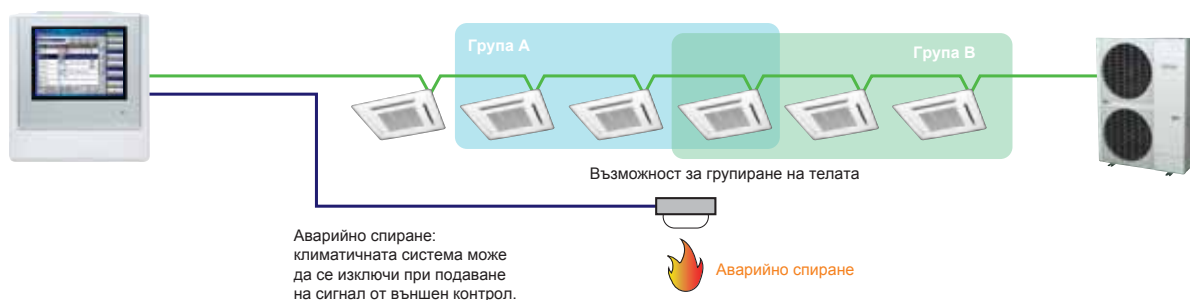 Група A
Група B
Възможност за групиране на телата
Аварийно спиране:
климатичната система може
да се изключи при подаване
на сигнал от външен контрол.
Аварийно спиране